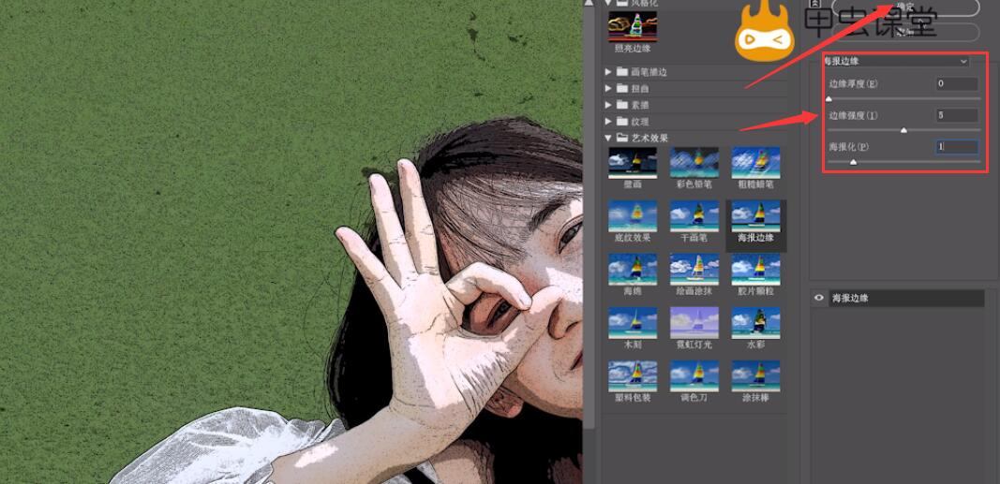 风格化
照亮边缘
画笔描边
扭曲
素描
纹理
艺术效果
壁画
彩色铅笔
粗糙蜡笔
底纹效果
干画笔
海报边缘
海绵
绘画涂抹
胶片颗粒
木刻
霓虹灯光
水彩
塑料包装
调色刀
涂抹棒
确定
甲虫课堂
海报边缘
边缘厚度(E) 0
边缘强度(I) 5
海报化(P) 1
海报边缘